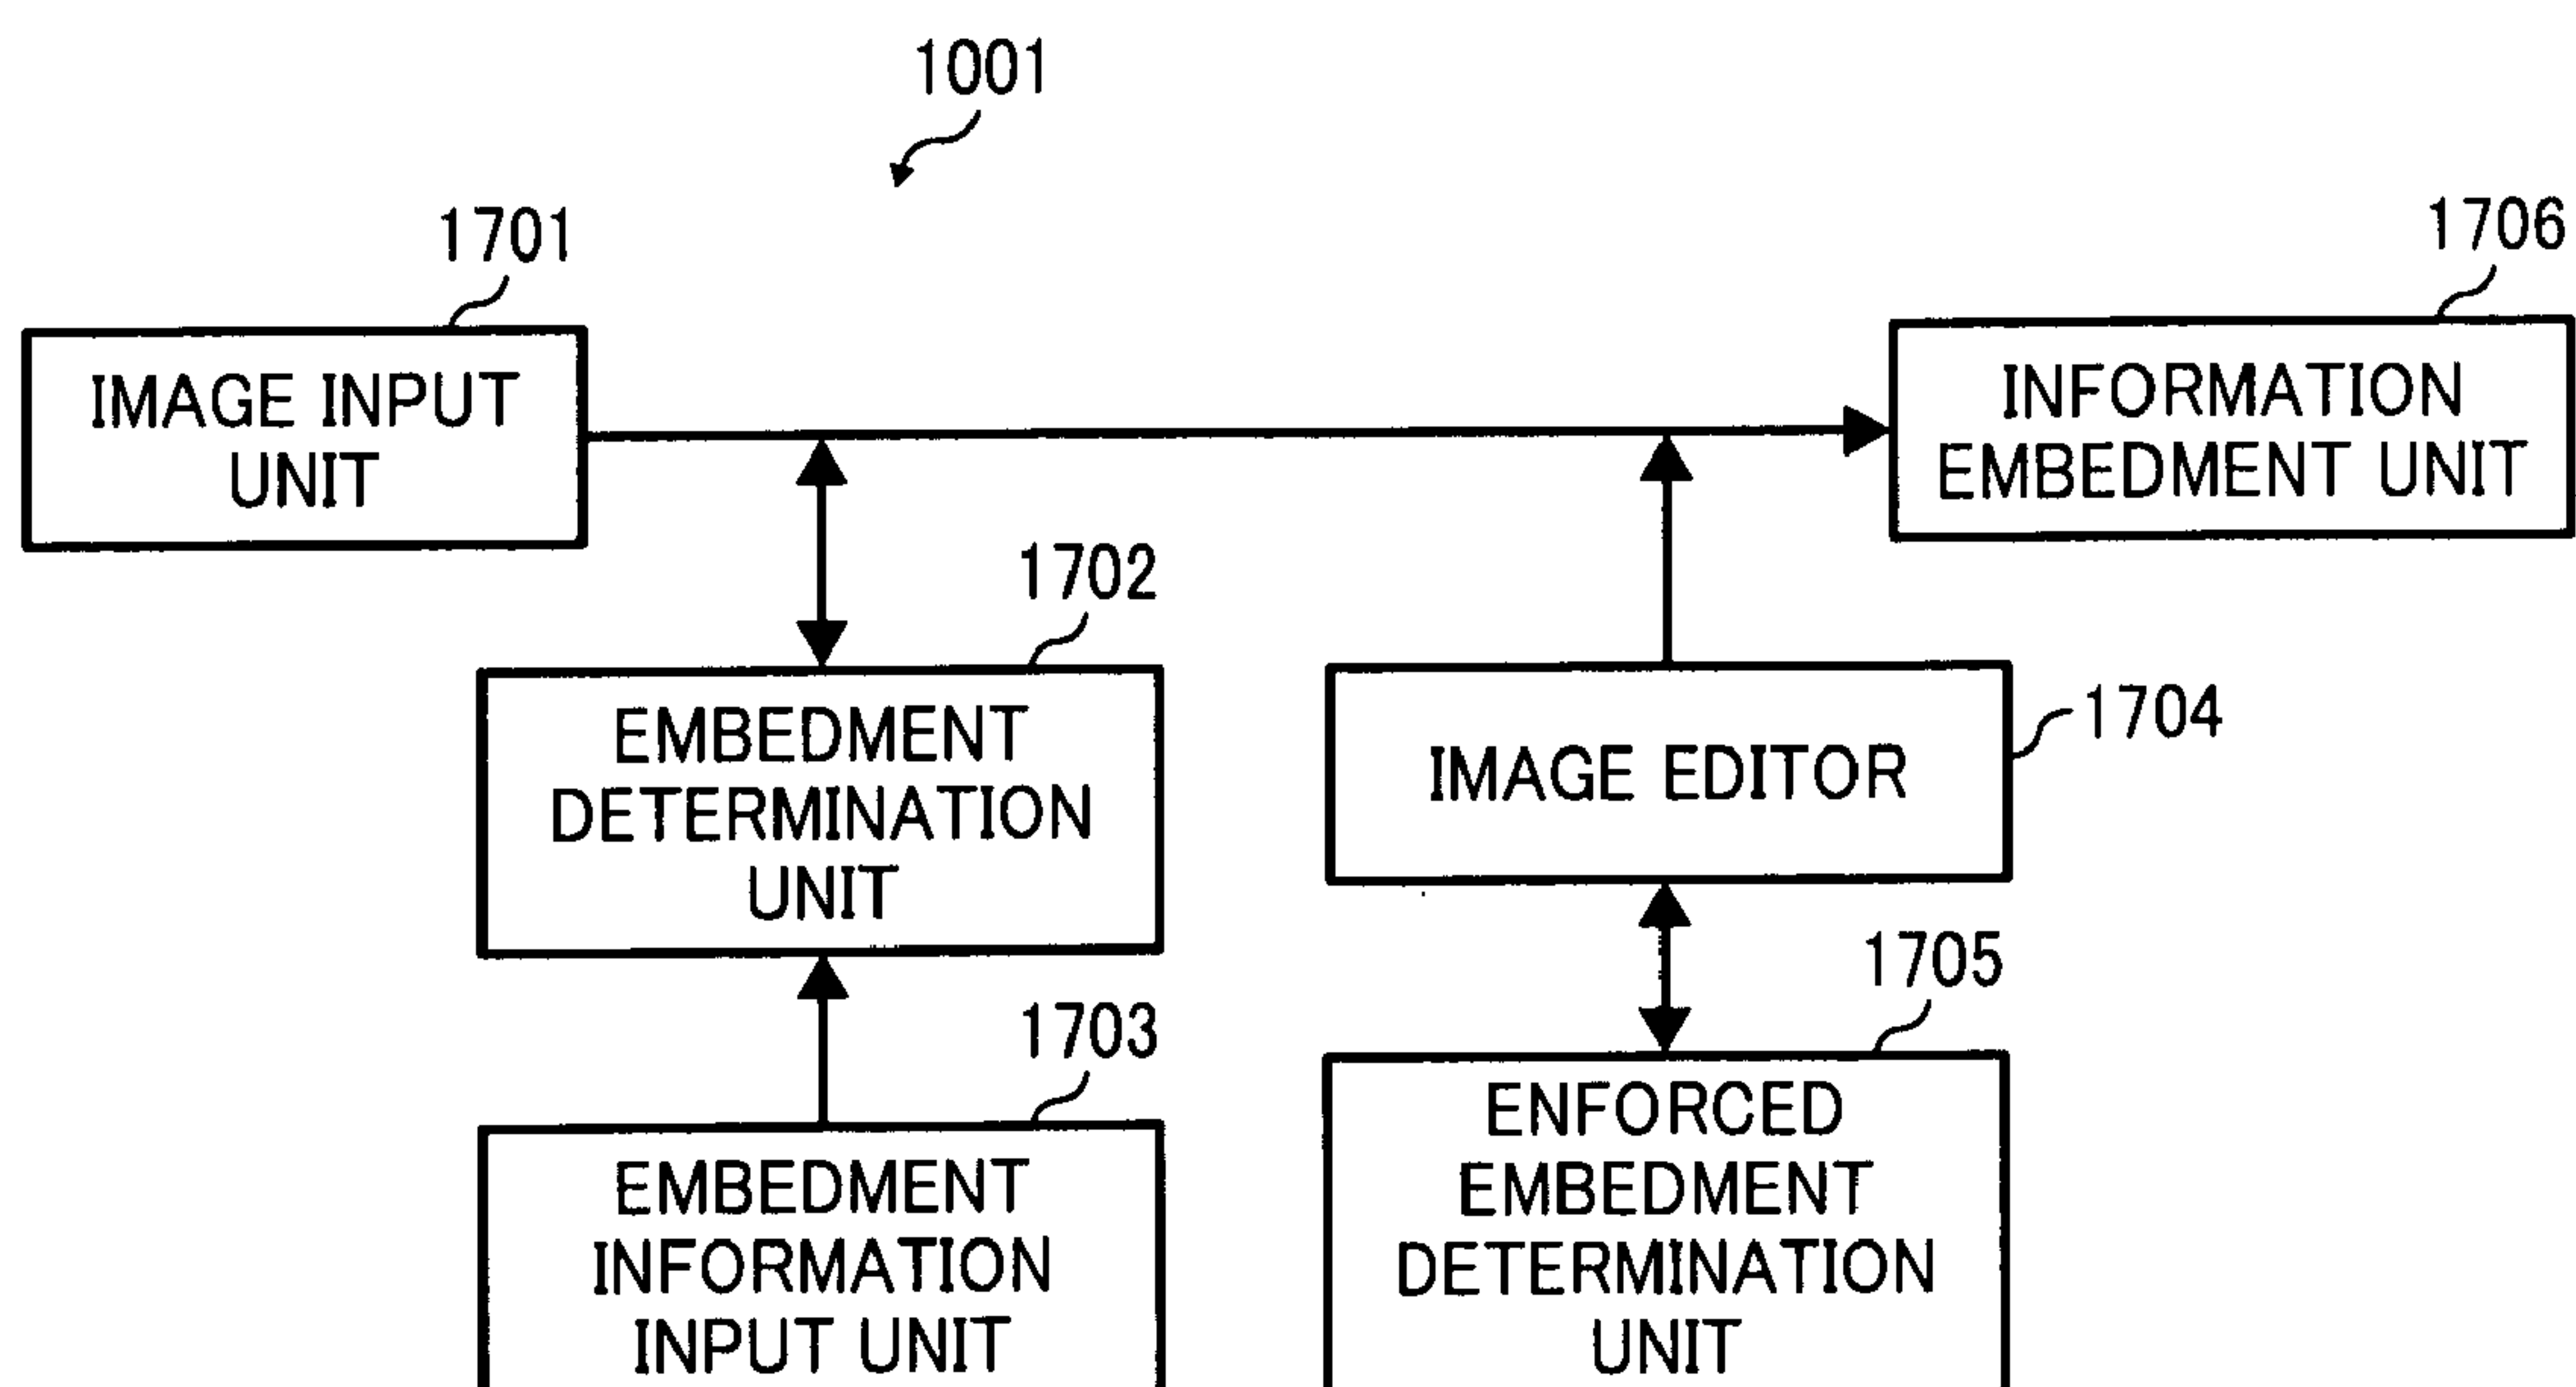 1001
1701
IMAGE INPUT
UNIT
1706
INFORMATION
EMBEDMENT UNIT
1702
EMBEDMENT
DETERMINATION
UNIT
IMAGE EDITOR
1704
1703
EMBEDMENT
INFORMATION
INPUT UNIT
1705
ENFORCED
EMBEDMENT
DETERMINATION
UNIT